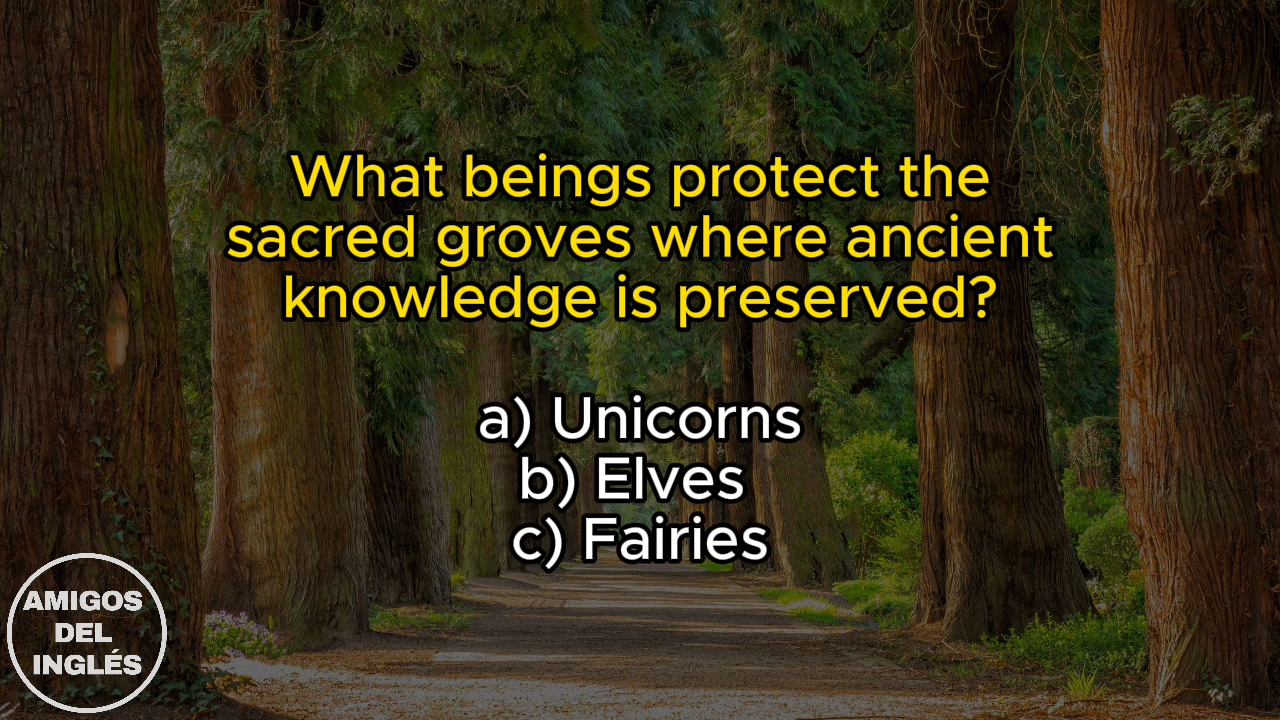 What beings protect the
sacred groves where ancient
knowledge is preserved?
a) Unicorns
b) Elves
c) Fairies
AMIGOS
DEL
INGLÉS